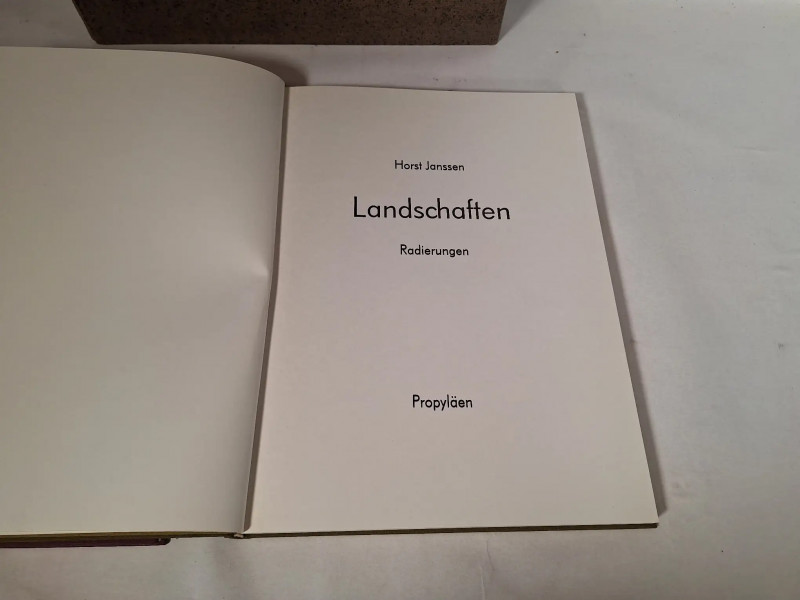 Horst Janssen
Landschaften
Radierungen
Propyläen